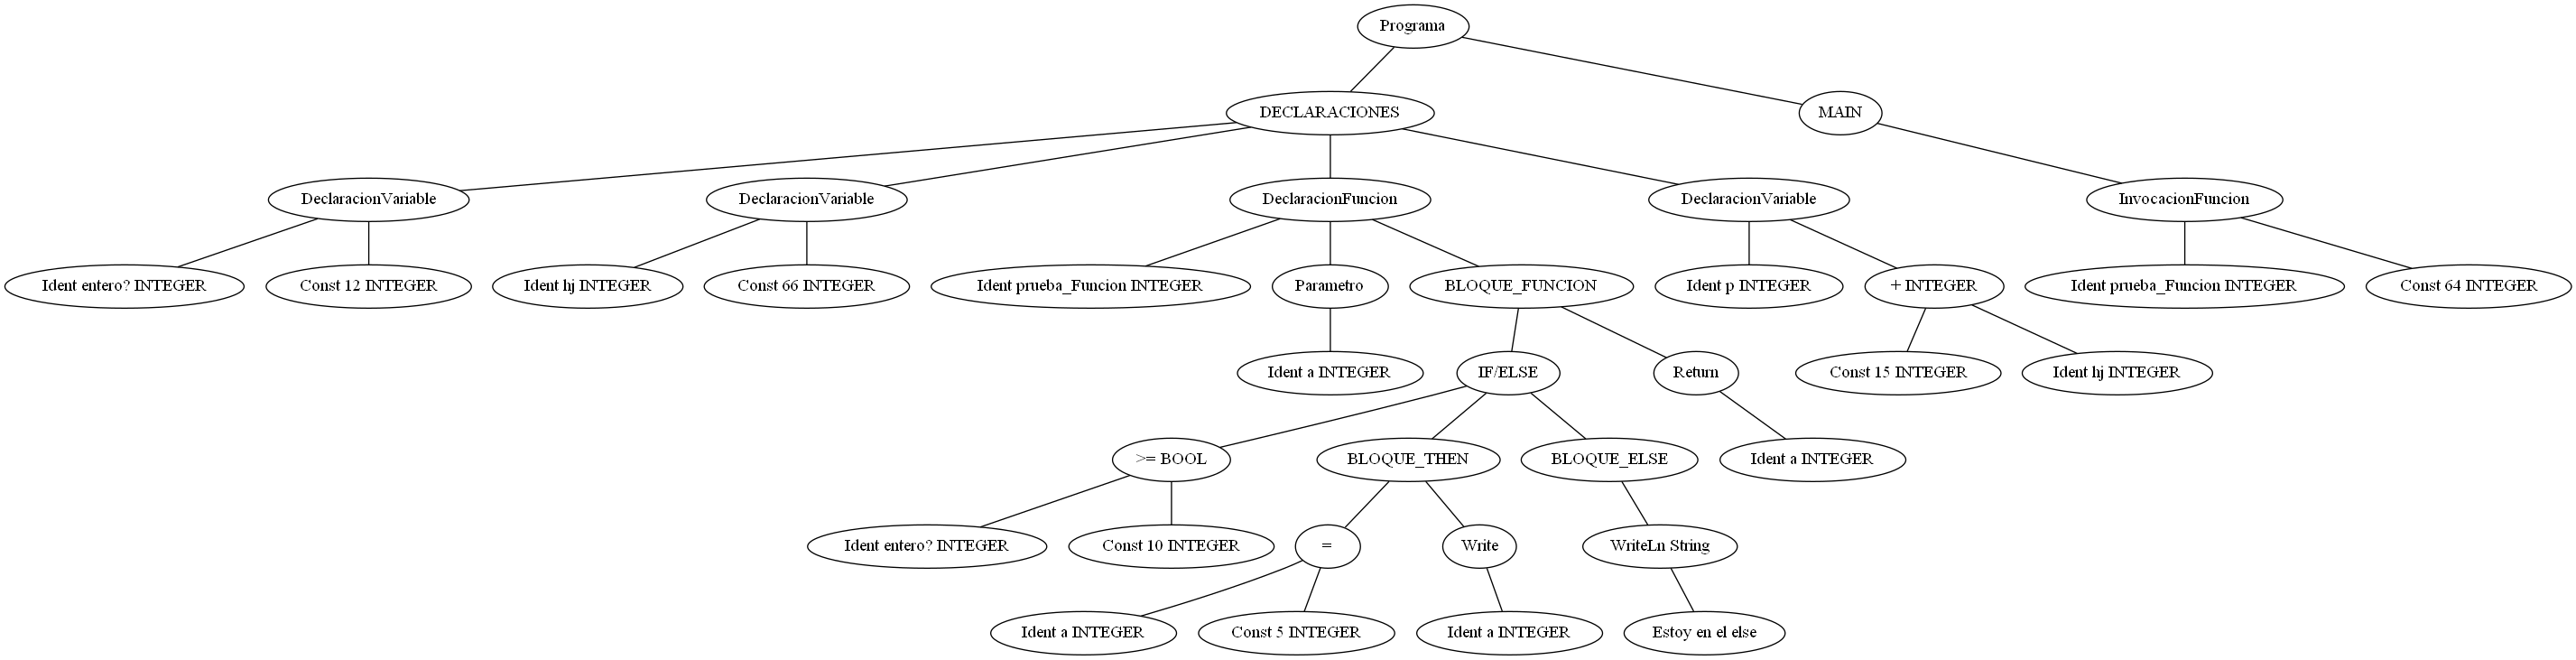 Programa
DECLARACIONES
MAIN
DeclaracionVariable
DeclaracionVariable
DeclaracionFuncion
DeclaracionVariable
InvocacionFuncion
Ident entero? INTEGER
Const 12 INTEGER
Ident hj INTEGER
Const 66 INTEGER
Ident prueba_Funcion INTEGER
Parametro
BLOQUE_FUNCION
Ident p INTEGER
+ INTEGER
Ident prueba_Funcion INTEGER
Const 64 INTEGER
Ident a INTEGER
IF/ELSE
Return
Const 15 INTEGER
Ident hj INTEGER
>= BOOL
BLOQUE_THEN
BLOQUE_ELSE
Ident a INTEGER
Ident entero? INTEGER
Const 10 INTEGER
=
Write
WriteLn String
Ident a INTEGER
Const 5 INTEGER
Ident a INTEGER
Estoy en el else